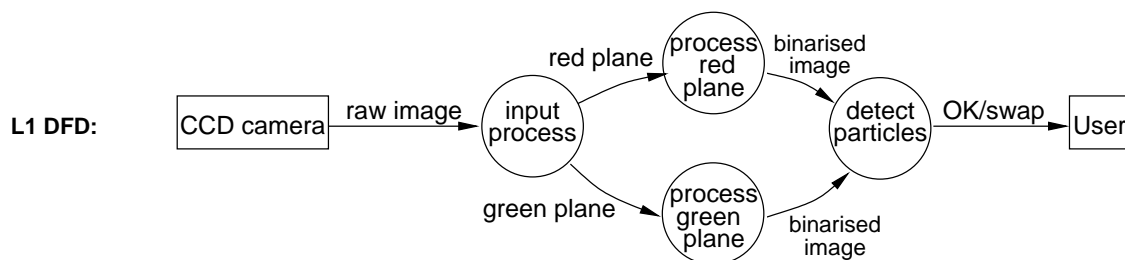 L1 DFD:
CCD camera
raw image
input
process
red plane
green plane
process
red
plane
process
green
plane
binarised
image
binarised
image
detect
particles
OK/swap
User